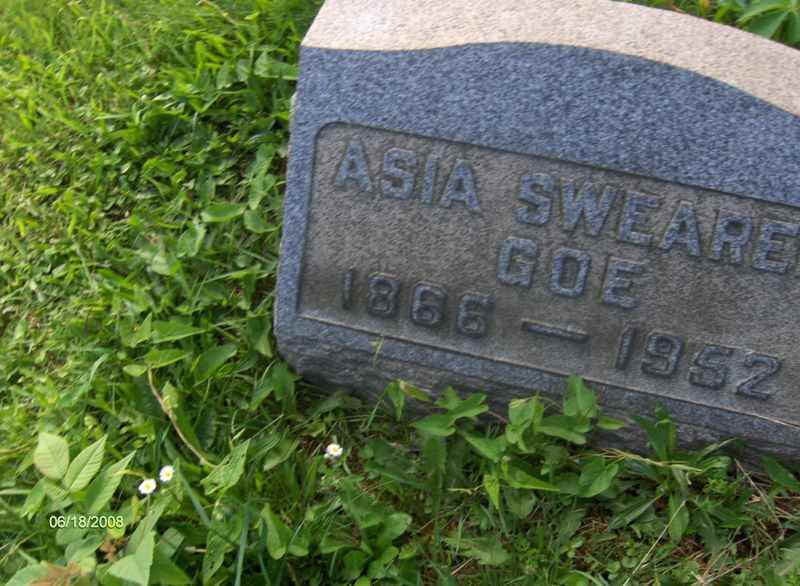 ASIA SWEARE
GOE
1866 — 1952
06/18/2008